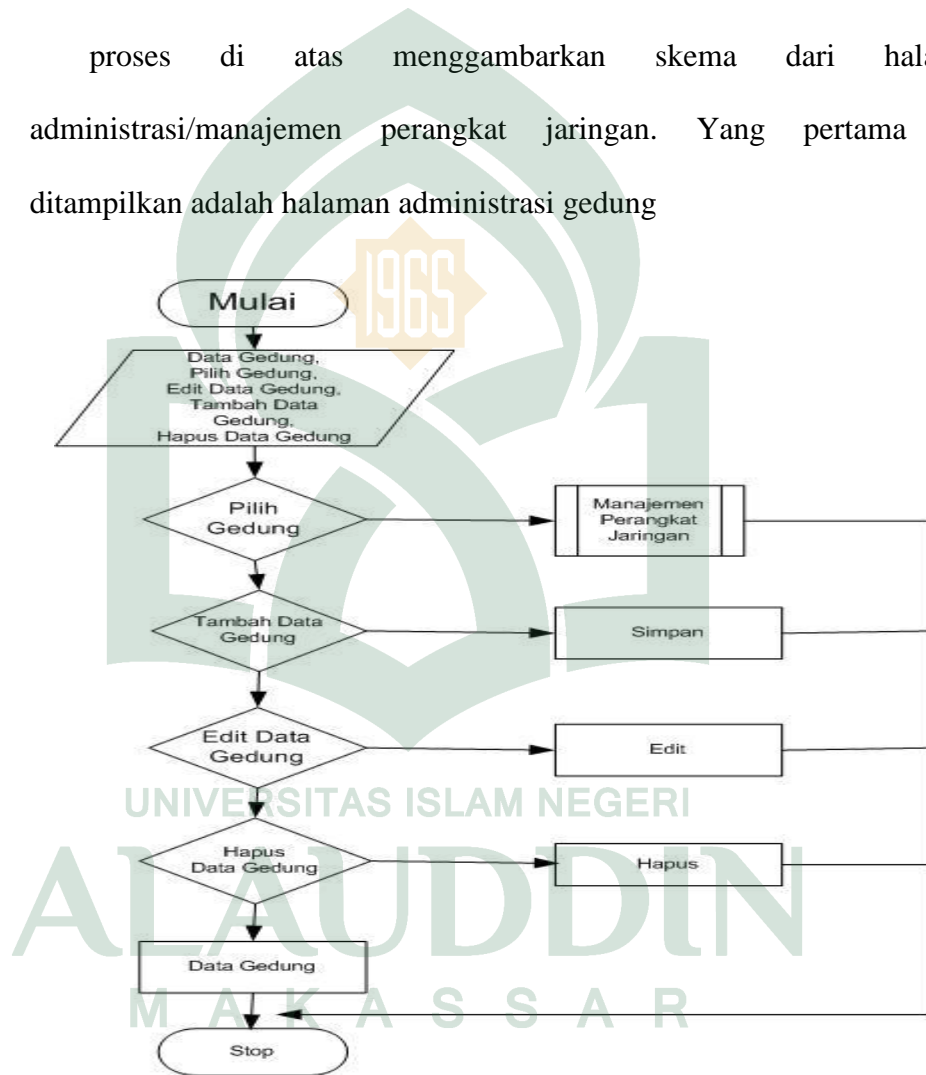 proses di atas menggambarkan skema dari
administrasi/manajemen perangkat jaringan. Yang pertama
ditampilkan adalah halaman administrasi gedung
1965
Mulai
Data Gedung,
Pilih Gedung,
Edit Data Gedung,
Tambah Data
Gedung,
Hapus Data Gedung
Pilih
Gedung
Manajemen
Perangkat
Jaringan
Tambah Data
Gedung
Simpan
Edit Data
Gedung
Edit
UNIVERSITAS ISLAM NEGERI
Hapus
Data Gedung
Hapus
ALAUDDIN
Data Gedung
MAKASSAR
Stop